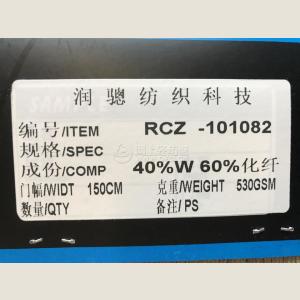 润骢纺织科技
编号/ITEM RCZ -101082
规格/SPEC
成份/COMP 40%W 60%化纤
门幅/WIDT 150CM 克重/WEIGHT 530GSM
数量/QTY 备注/PS